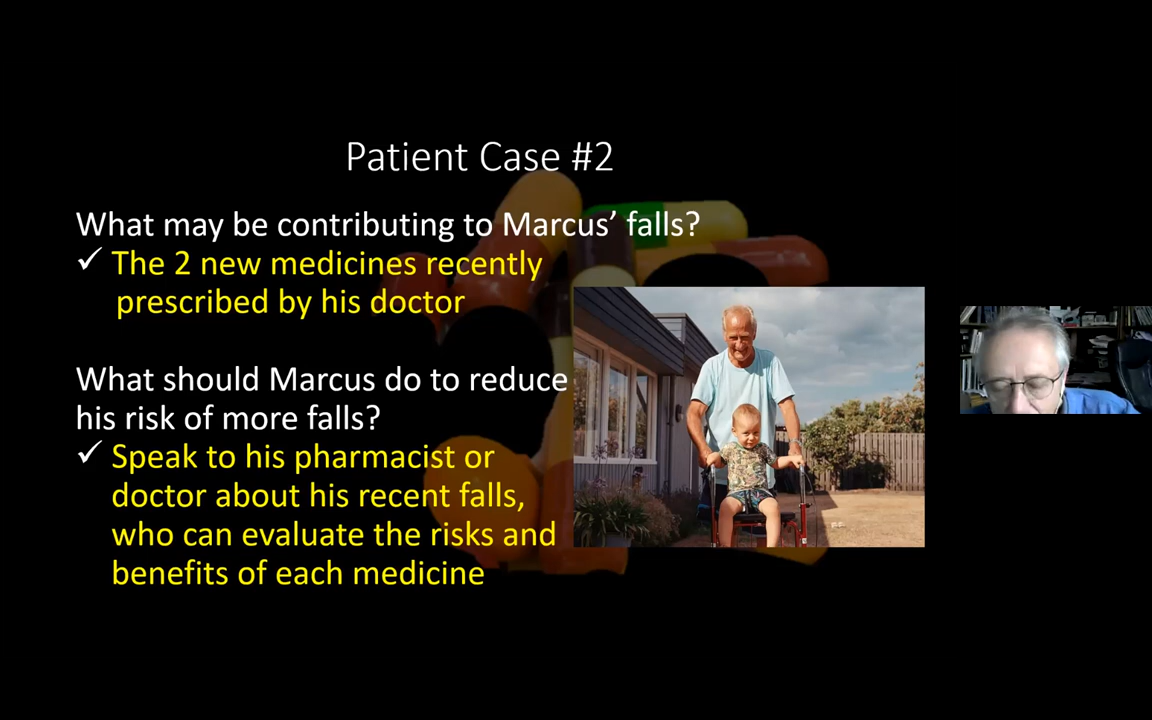 Patient Case #2
What may be contributing to Marcus’ falls?
✓ The 2 new medicines recently
prescribed by his doctor
What should Marcus do to reduce
his risk of more falls?
✓ Speak to his pharmacist or
doctor about his recent falls,
who can evaluate the risks and
benefits of each medicine